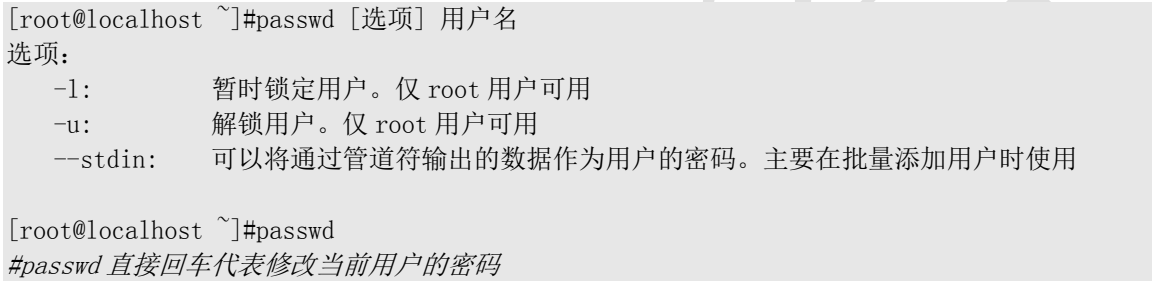 [root@localhost ~]#passwd [选项] 用户名
选项：
-l: 暂时锁定用户。仅 root 用户可用
-u: 解锁用户。仅 root 用户可用
--stdin: 可以将通过管道符输出的数据作为用户的密码。主要在批量添加用户时使用
[root@localhost ~]#passwd
#passwd 直接回车代表修改当前用户的密码